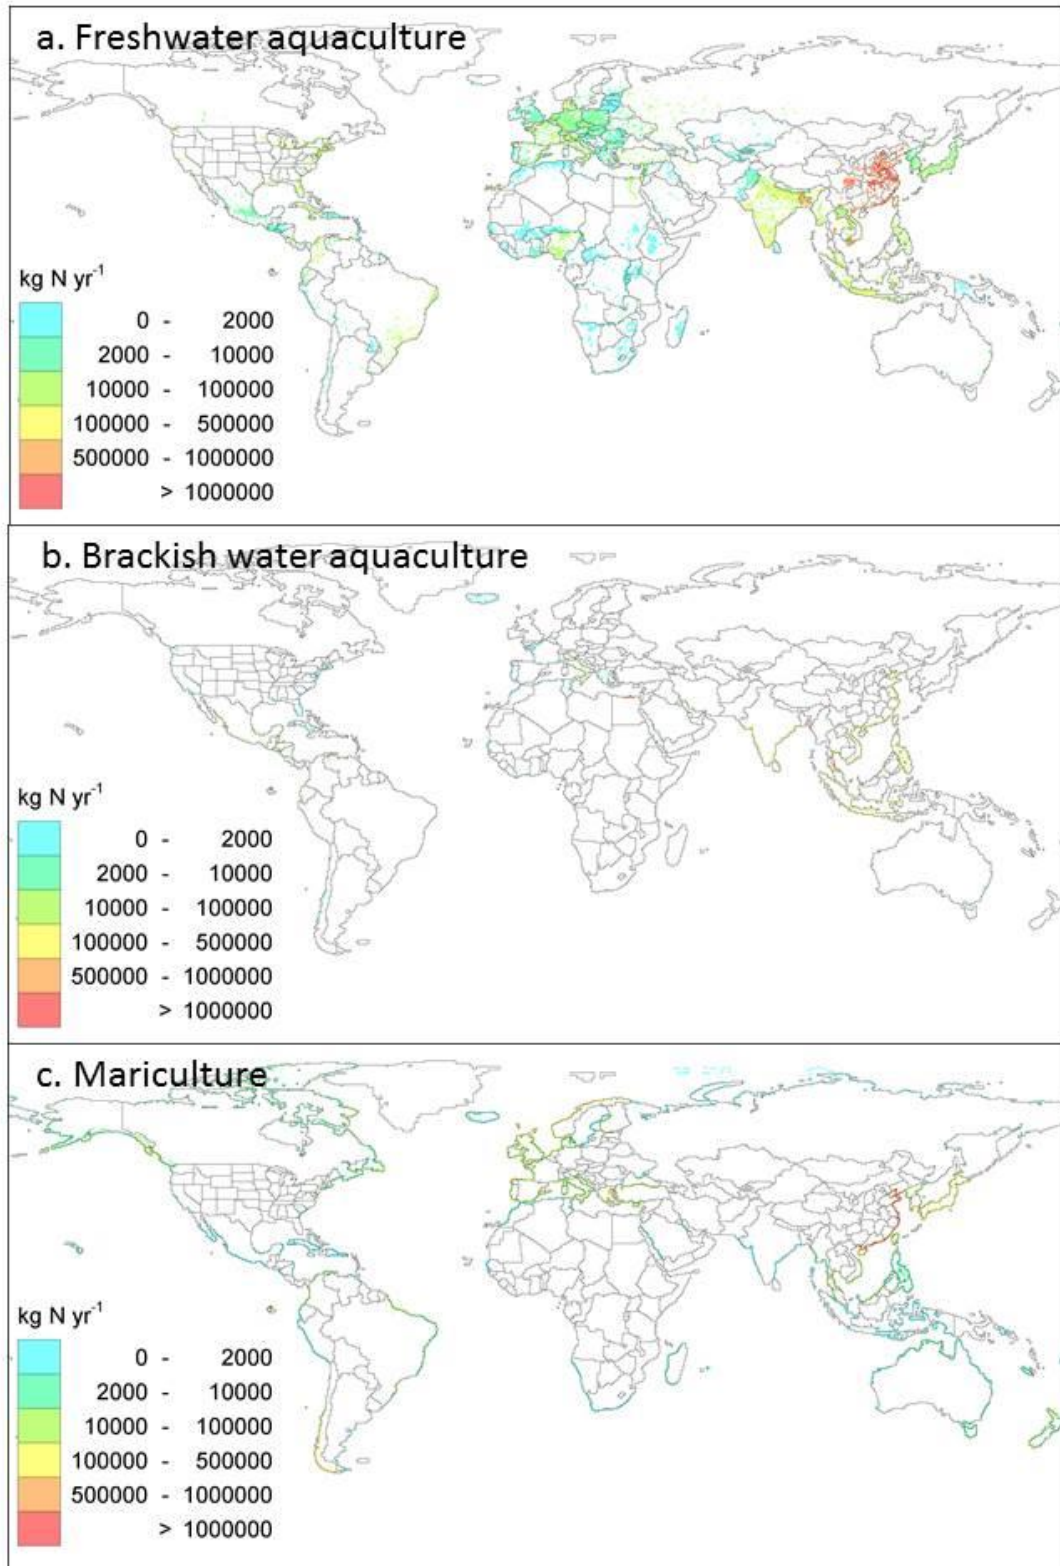 a. Freshwater aquaculture
kg N yr-1
0 - 2000
2000 - 10000
10000 - 100000
100000 - 500000
500000 - 1000000
> 1000000
b. Brackish water aquaculture
kg N yr-1
0 - 2000
2000 - 10000
10000 - 100000
100000 - 500000
500000 - 1000000
> 1000000
c. Mariculture
kg N yr-1
0 - 2000
2000 - 10000
10000 - 100000
100000 - 500000
500000 - 1000000
> 1000000